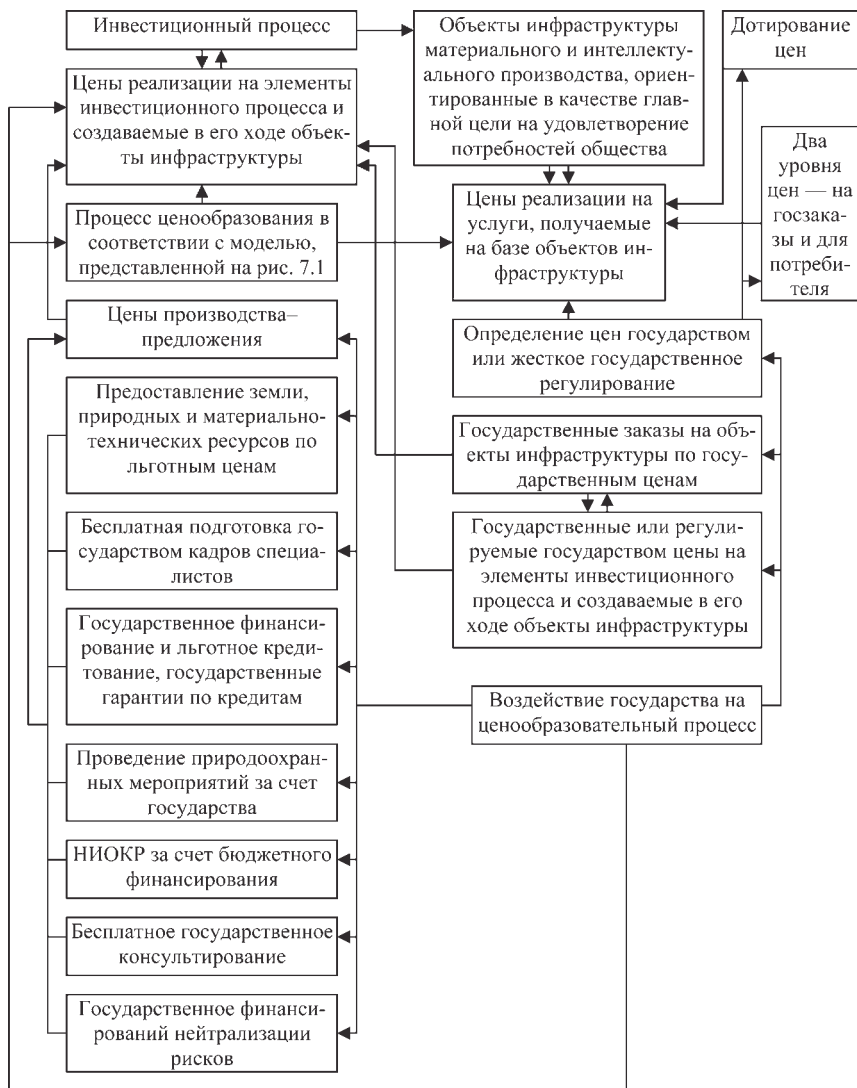 Инвестиционный процесс
Цены реализации на элементы
инвестиционного процесса и
создаваемые в его ходе объек-
ты инфраструктуры
Процесс ценообразования в
соответствии с моделью,
представленной на рис. 7.1
Цены производства–
предложения
Предоставление земли,
природных и материально-
технических ресурсов по
льготным ценам
Бесплатная подготовка го-
сударством кадров специа-
листов
Государственное финанси-
рование и льготное креди-
тование, государственные
гарантии по кредитам
Проведение природоохран-
ных мероприятий за счет
государства
НИОКР за счет бюджетного
финансирования
Бесплатное государственное
консультирование
Государственное финанси-
рований нейтрализации
рисков
Объекты инфраструктуры
материального и интеллекту-
ального производства, ориен-
тированные в качестве глав-
ной цели на удовлетворение
потребностей общества
Цены реализации на
услуги, получаемые
на базе объектов ин-
фраструктуры
Определение цен государством
или жесткое государственное
регулирование
Государственные заказы на объ-
екты инфраструктуры по госу-
дарственным ценам
Государственные или регули-
руемые государством цены на
элементы инвестиционного
процесса и создаваемые в его
ходе объекты инфраструктуры
Воздействие государства на
ценообразовательный процесс
Дотирование
цен
Два
уровня
цен — на
госзака-
зы и для
потреби-
теля